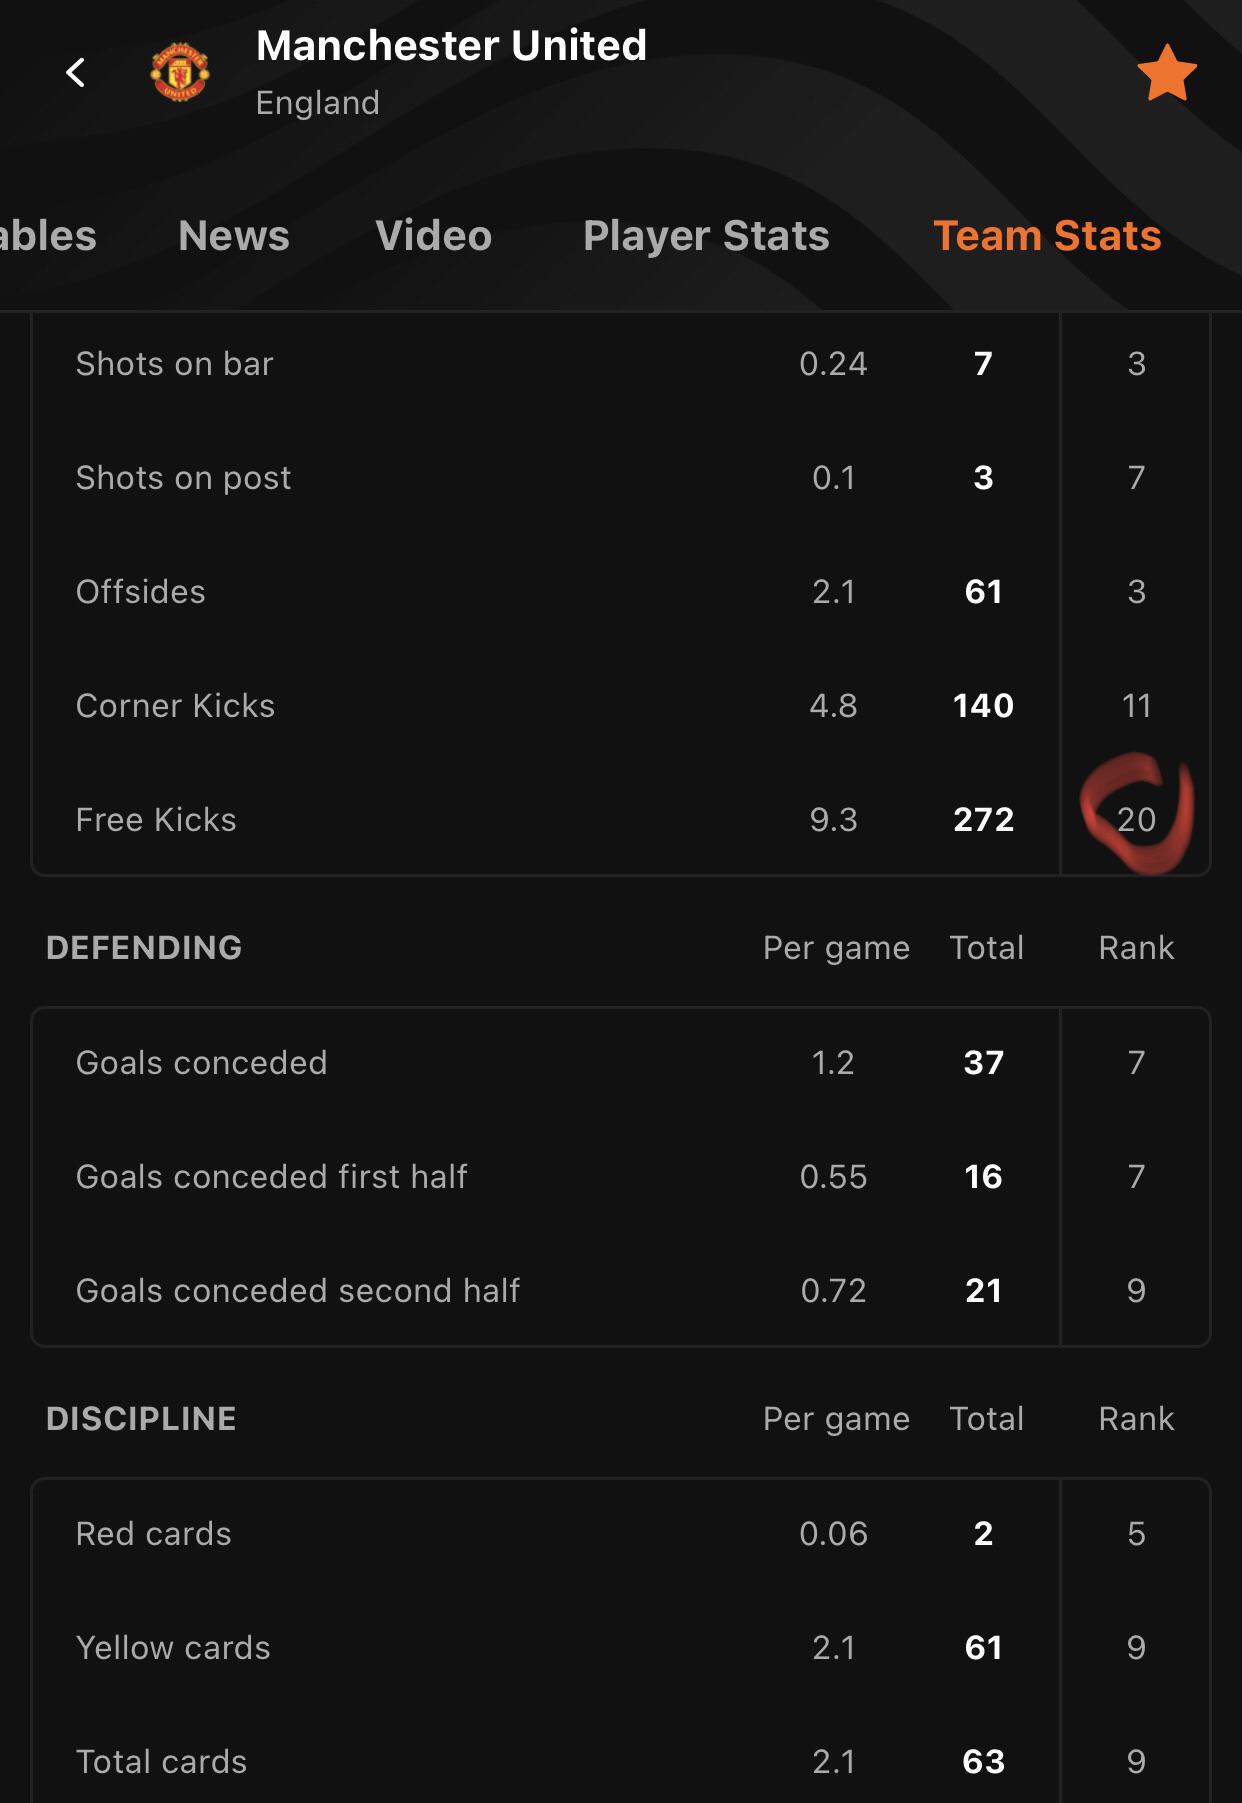 Manchester United
England
ables News Video Player Stats Team Stats
Shots on bar 0.24 7 3
Shots on post 0.1 3 7
Offsides 2.1 61 3
Corner Kicks 4.8 140 11
Free Kicks 9.3 272 20
DEFENDING Per game Total Rank
Goals conceded 1.2 37 7
Goals conceded first half 0.55 16 7
Goals conceded second half 0.72 21 9
DISCIPLINE Per game Total Rank
Red cards 0.06 2 5
Yellow cards 2.1 61 9
Total cards 2.1 63 9